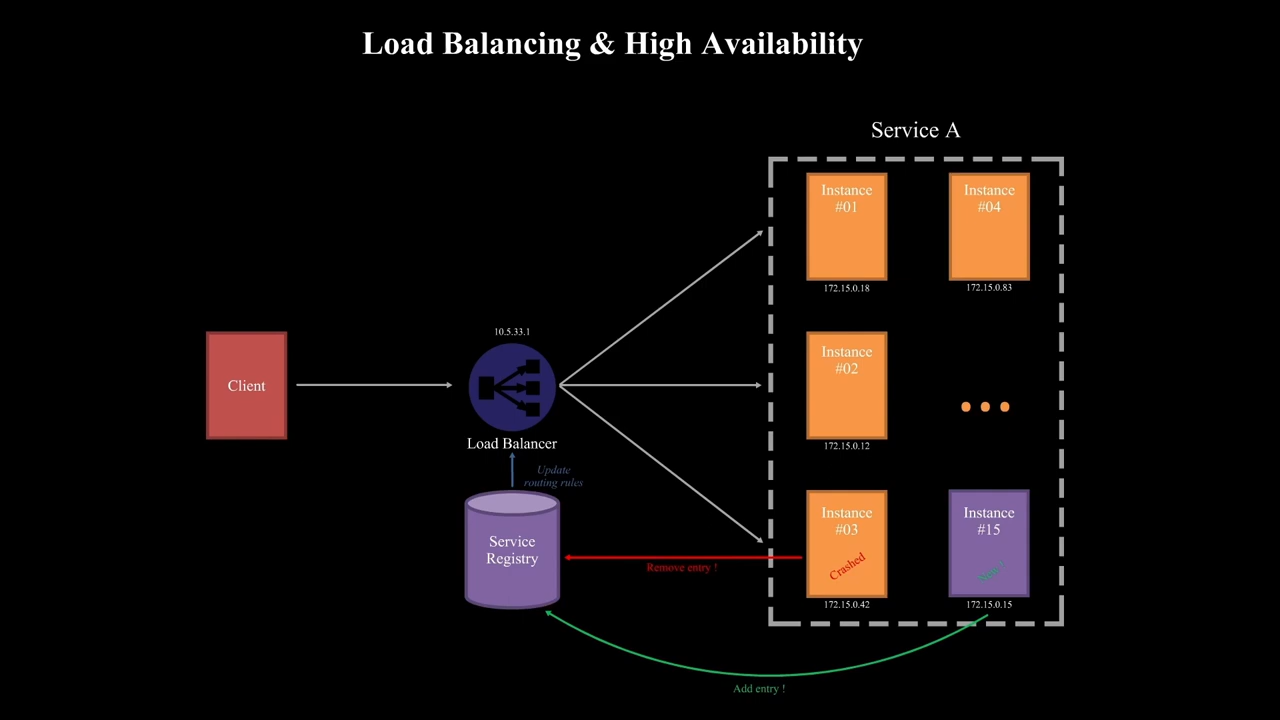 Load Balancing & High Availability
Service A
Instance
#01
172.15.0.18
Instance
#04
172.15.0.83
10.5.33.1
Client
Load Balancer
Instance
#02
172.15.0.12
Update
routing rules
Service
Registry
Remove entry !
Instance
#03
Crashed
172.15.0.42
Instance
#15
New !
172.15.0.15
Add entry !